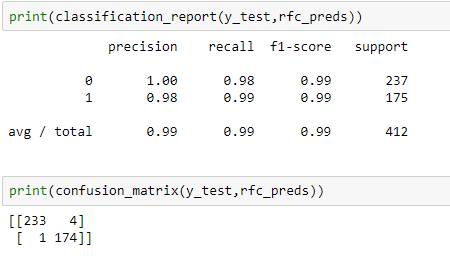 print(classification_report(y_test,rfc_preds))
precision recall f1-score support
0 1.00 0.98 0.99 237
1 0.98 0.99 0.99 175
avg / total 0.99 0.99 0.99 412
print(confusion_matrix(y_test,rfc_preds))
[[233 4]
[ 1 174]]